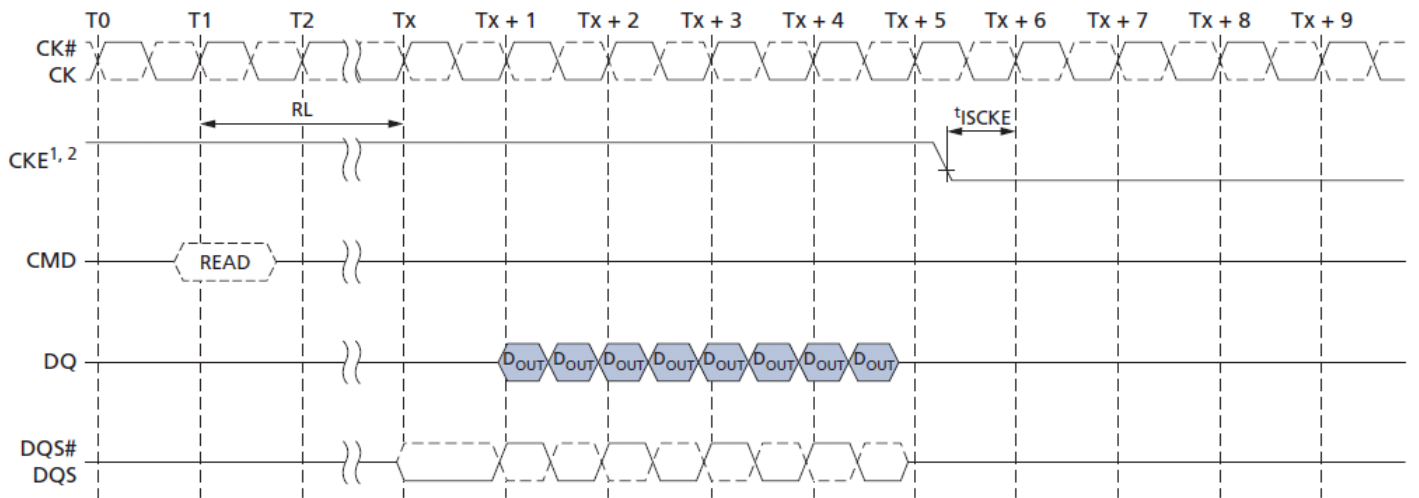 T0 T1 T2 Tx Tx + 1 Tx + 2 Tx + 3 Tx + 4 Tx + 5 Tx + 6 Tx + 7 Tx + 8 Tx + 9
CK#
CK
RL
tISCKE
CKE1, 2
CMD READ
DQ DOUT DOUT DOUT DOUT DOUT DOUT DOUT DOUT
DQS#
DQS